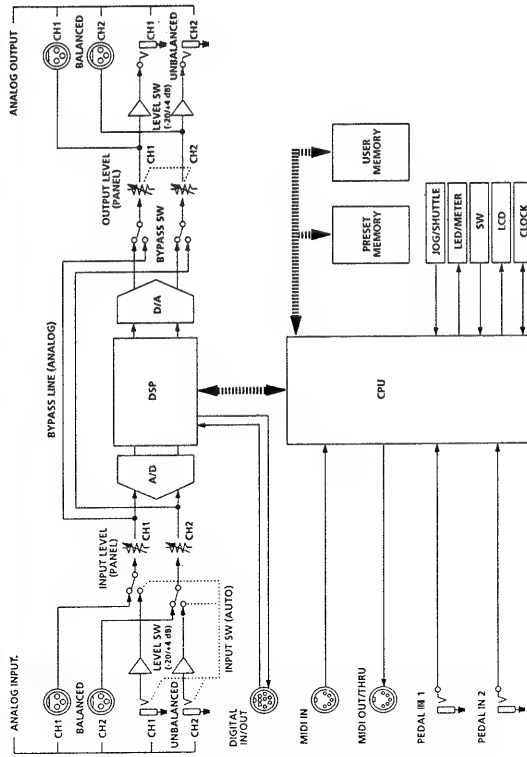 ANALOG INPUT.
CH1
BALANCED
CH2
CH1
UNBALANCED
CH2
LEVEL SW
(-20/+4 dB)
INPUT SW (AUTO)
INPUT LEVEL
(PANEL)
CH1
CH2
BYPASS LINE (ANALOG)
A/D
DSP
D/A
BYPASS SW
OUTPUT LEVEL
(PANEL)
CH1
CH2
LEVEL SW
(-20/+4 dB)
ANALOG OUTPUT
CH1
BALANCED
CH2
CH1
UNBALANCED
CH2
DIGITAL
IN/OUT
MIDI IN
MIDI OUT/THRU
PEDAL IN 1
PEDAL IN 2
CPU
PRESET
MEMORY
USER
MEMORY
JOG/SHUTTLE
LED/METER
SW
LCD
CLOCK